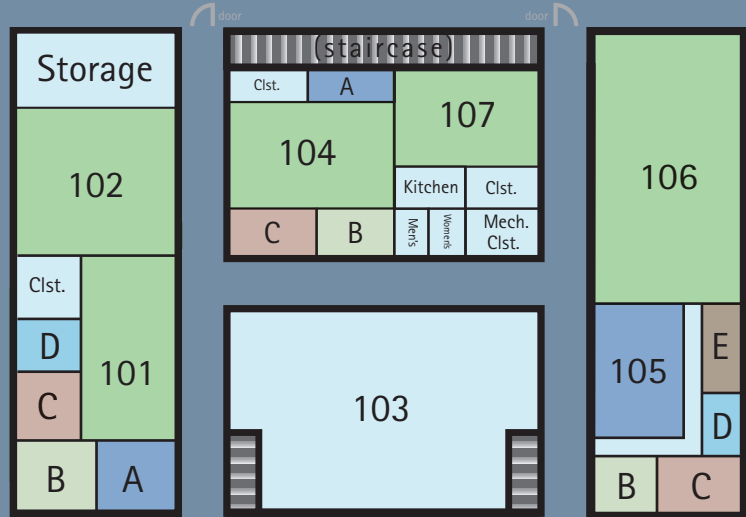 door
door
Storage
102
Clst.
D
101
C
B
A
(staircase)
Clst.
A
107
104
Kitchen
Clst.
C
B
Men's
Women's
Mech.
Clst.
103
106
105
E
D
B
C